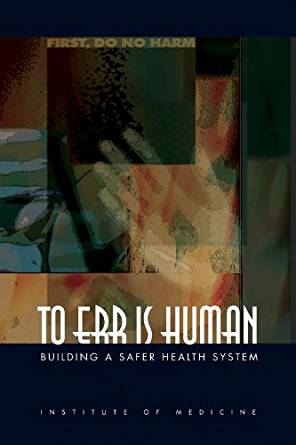 FIRST, DO NO HARM
TO ERR IS HUMAN
BUILDING A SAFER HEALTH SYSTEM
INSTITUTE OF MEDICINE